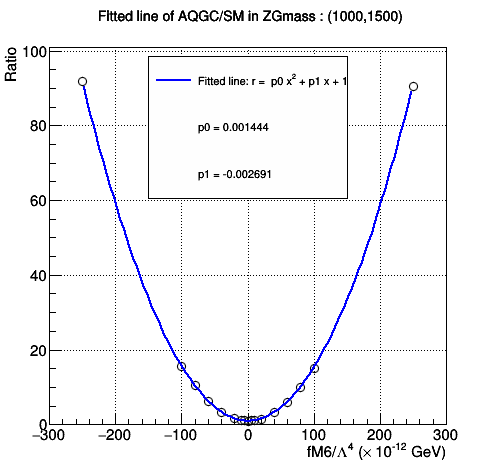 FItted line of AQGC/SM in ZGmass : (1000,1500)
Ratio
100
80
60
40
20
0
Fitted line: r = p0 x² + p1 x + 1
p0 = 0.001444
p1 = -0.002691
−300 −200 −100 0 100 200 300
fM6/Λ⁴ (× 10⁻¹² GeV)